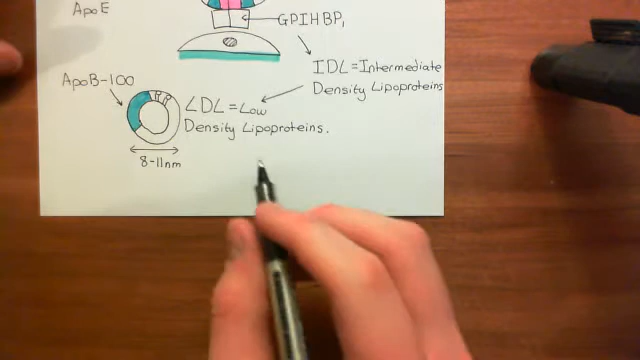 ApoE
GPIHBP1
IDL = Intermediate
Density Lipoproteins
ApoB-100
LDL = Low
Density Lipoproteins.
8-11nm